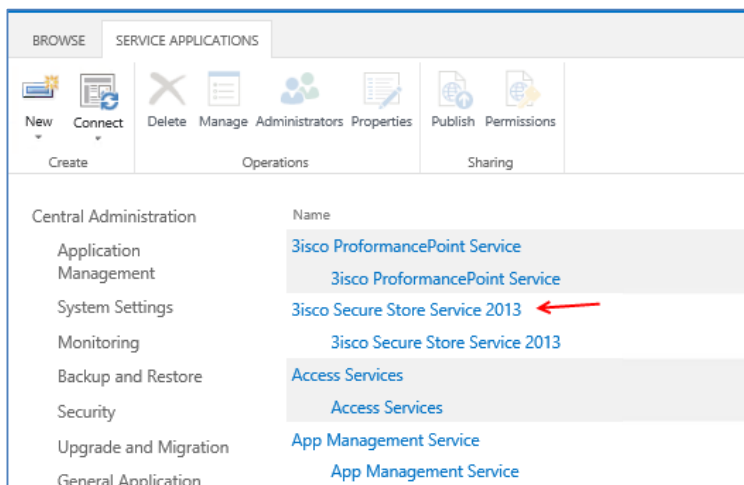 BROWSE SERVICE APPLICATIONS
New Connect Delete Manage Administrators Properties Publish Permissions
Create Operations Sharing
Central Administration
Application
Management
System Settings
Monitoring
Backup and Restore
Security
Upgrade and Migration
General Application
Name
3isco ProformancePoint Service
3isco ProformancePoint Service
3isco Secure Store Service 2013
3isco Secure Store Service 2013
Access Services
Access Services
App Management Service
App Management Service